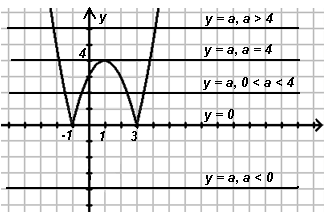 y
y = a, a > 4
4
y = a, a = 4
y = a, 0 < a < 4
y = 0
-1 1 3
y = a, a < 0